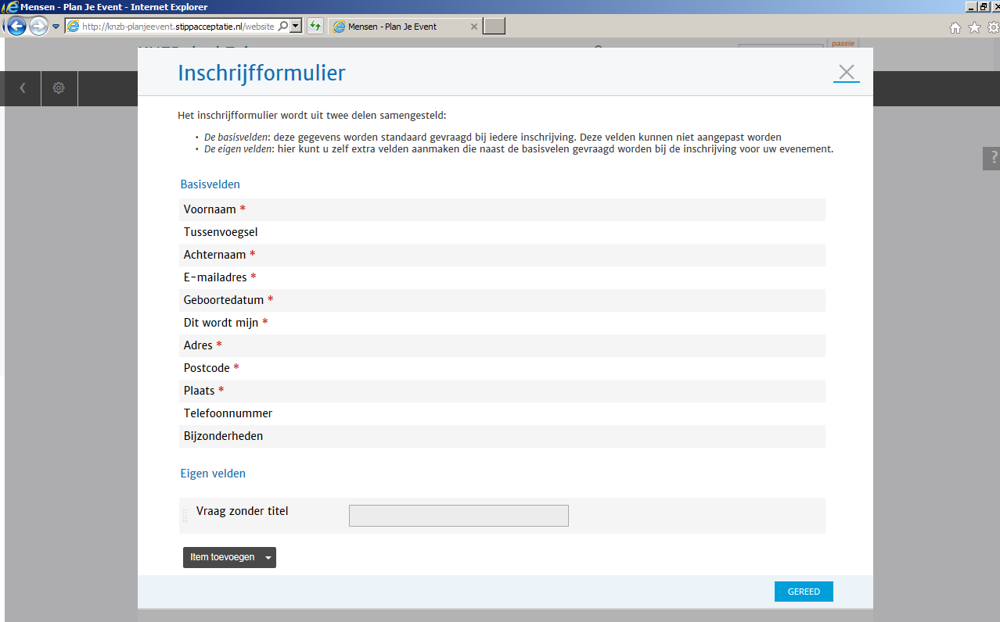 Mensen - Plan Je Event - Internet Explorer
http://knzb-planjeevent.stippacceptatie.nl/website
Mensen - Plan Je Event
passie
Inschrijfformulier
Het inschrijfformulier wordt uit twee delen samengesteld:
• De basisvelden: deze gegevens worden standaard gevraagd bij iedere inschrijving. Deze velden kunnen niet aangepast worden
• De eigen velden: hier kunt u zelf extra velden aanmaken die naast de basisvelen gevraagd worden bij de inschrijving voor uw evenement.
?
Basisvelden
Voornaam *
Tussenvoegsel
Achternaam *
E-mailadres *
Geboortedatum *
Dit wordt mijn *
Adres *
Postcode *
Plaats *
Telefoonnummer
Bijzonderheden
Eigen velden
Vraag zonder titel
Item toevoegen
GEREED